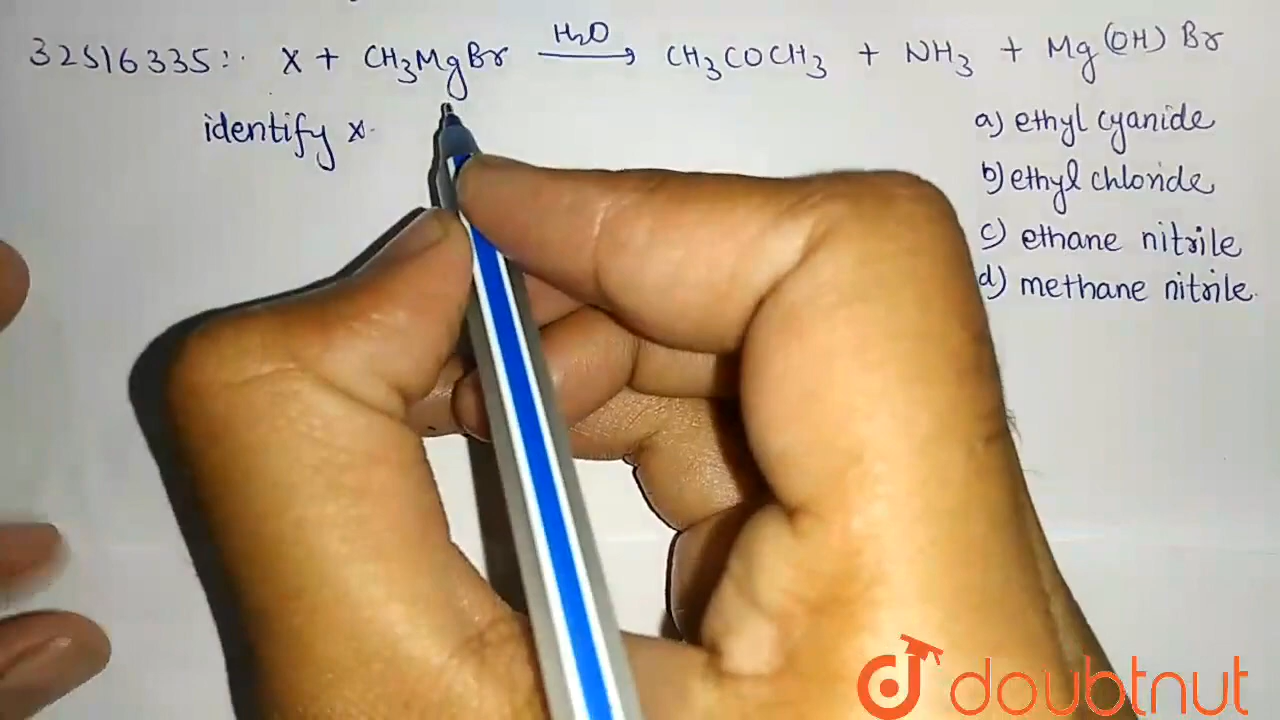 32516335:- X + CH3MgBr H2O → CH3COCH3 + NH3 + Mg(OH)Br
identify x.
a) ethyl cyanide
b) ethyl chloride
c) ethane nitrile
d) methane nitrile.
doubtnut